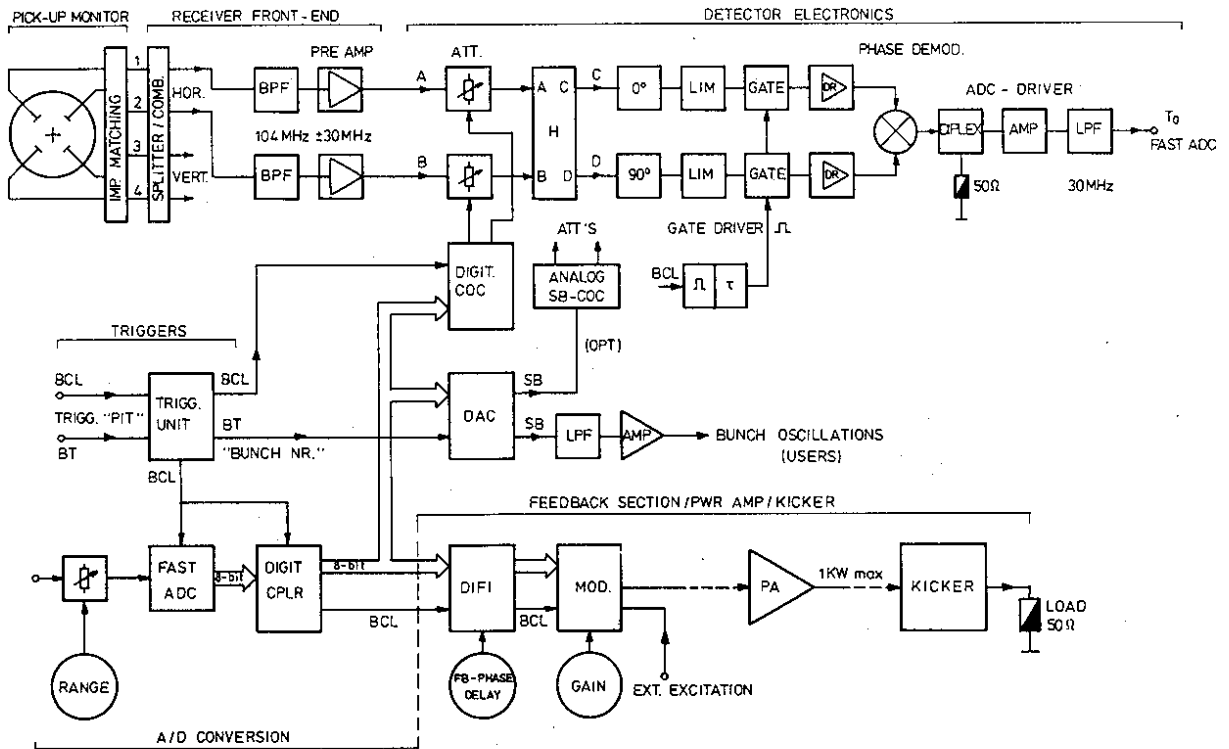 PICK-UP MONITOR
RECEIVER FRONT-END
DETECTOR ELECTRONICS
IMP. MATCHING
SPLITTER / COMB.
1
2
3
4
HOR.
VERT.
BPF
PRE AMP
104 MHz ±30MHz
BPF
A
B
ATT.
A C
H
B D
C
D
0°
90°
LIM
LIM
GATE
GATE
PHASE DEMOD.
DR
DR
ADC - DRIVER
DIPLEX
AMP
LPF
50Ω
30MHz
TO
FAST ADC
GATE DRIVER
BCL
τ
ATT'S
ANALOG
SB-COC
(OPT)
DIGIT.
COC
TRIGGERS
BCL
TRIGG. "PIT"
BT
TRIGG.
UNIT
BCL
BT
"BUNCH NR."
BCL
DAC
SB
SB
LPF
AMP
BUNCH OSCILLATIONS
(USERS)
FEEDBACK SECTION/PWR AMP/KICKER
RANGE
FAST
ADC
8-bit
DIGIT
CPLR
8-bit
BCL
DIFI
BCL
MOD.
FB-PHASE
DELAY
GAIN
EXT. EXCITATION
PA
1KW max
KICKER
LOAD
50Ω
A/D CONVERSION